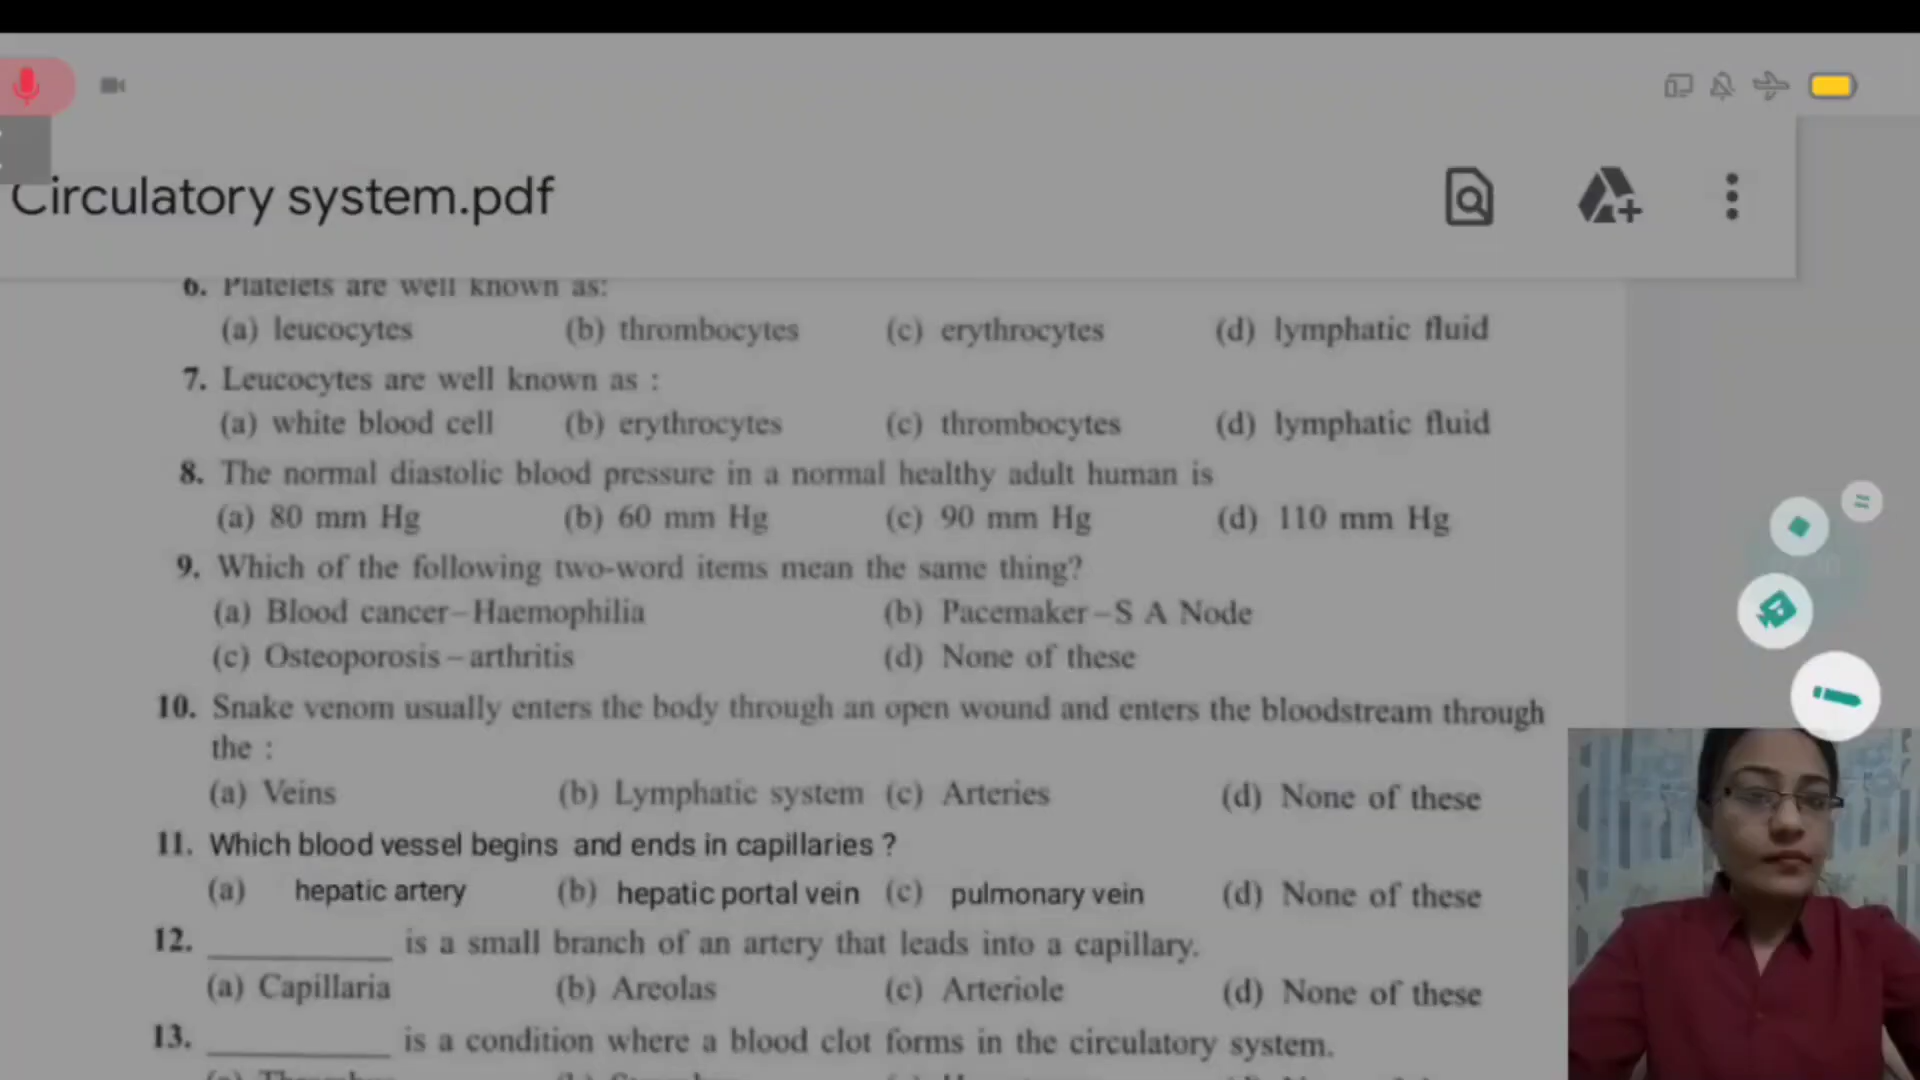 Circulatory system.pdf
6. Platelets are well known as:
(a) leucocytes (b) thrombocytes (c) erythrocytes (d) lymphatic fluid
7. Leucocytes are well known as :
(a) white blood cell (b) erythrocytes (c) thrombocytes (d) lymphatic fluid
8. The normal diastolic blood pressure in a normal healthy adult human is
(a) 80 mm Hg (b) 60 mm Hg (c) 90 mm Hg (d) 110 mm Hg
9. Which of the following two-word items mean the same thing?
(a) Blood cancer–Haemophilia (b) Pacemaker–S A Node
(c) Osteoporosis – arthritis (d) None of these
10. Snake venom usually enters the body through an open wound and enters the bloodstream through
the :
(a) Veins (b) Lymphatic system (c) Arteries (d) None of these
11. Which blood vessel begins and ends in capillaries ?
(a) hepatic artery (b) hepatic portal vein (c) pulmonary vein (d) None of these
12. ____________ is a small branch of an artery that leads into a capillary.
(a) Capillaria (b) Areolas (c) Arteriole (d) None of these
13. ____________ is a condition where a blood clot forms in the circulatory system.